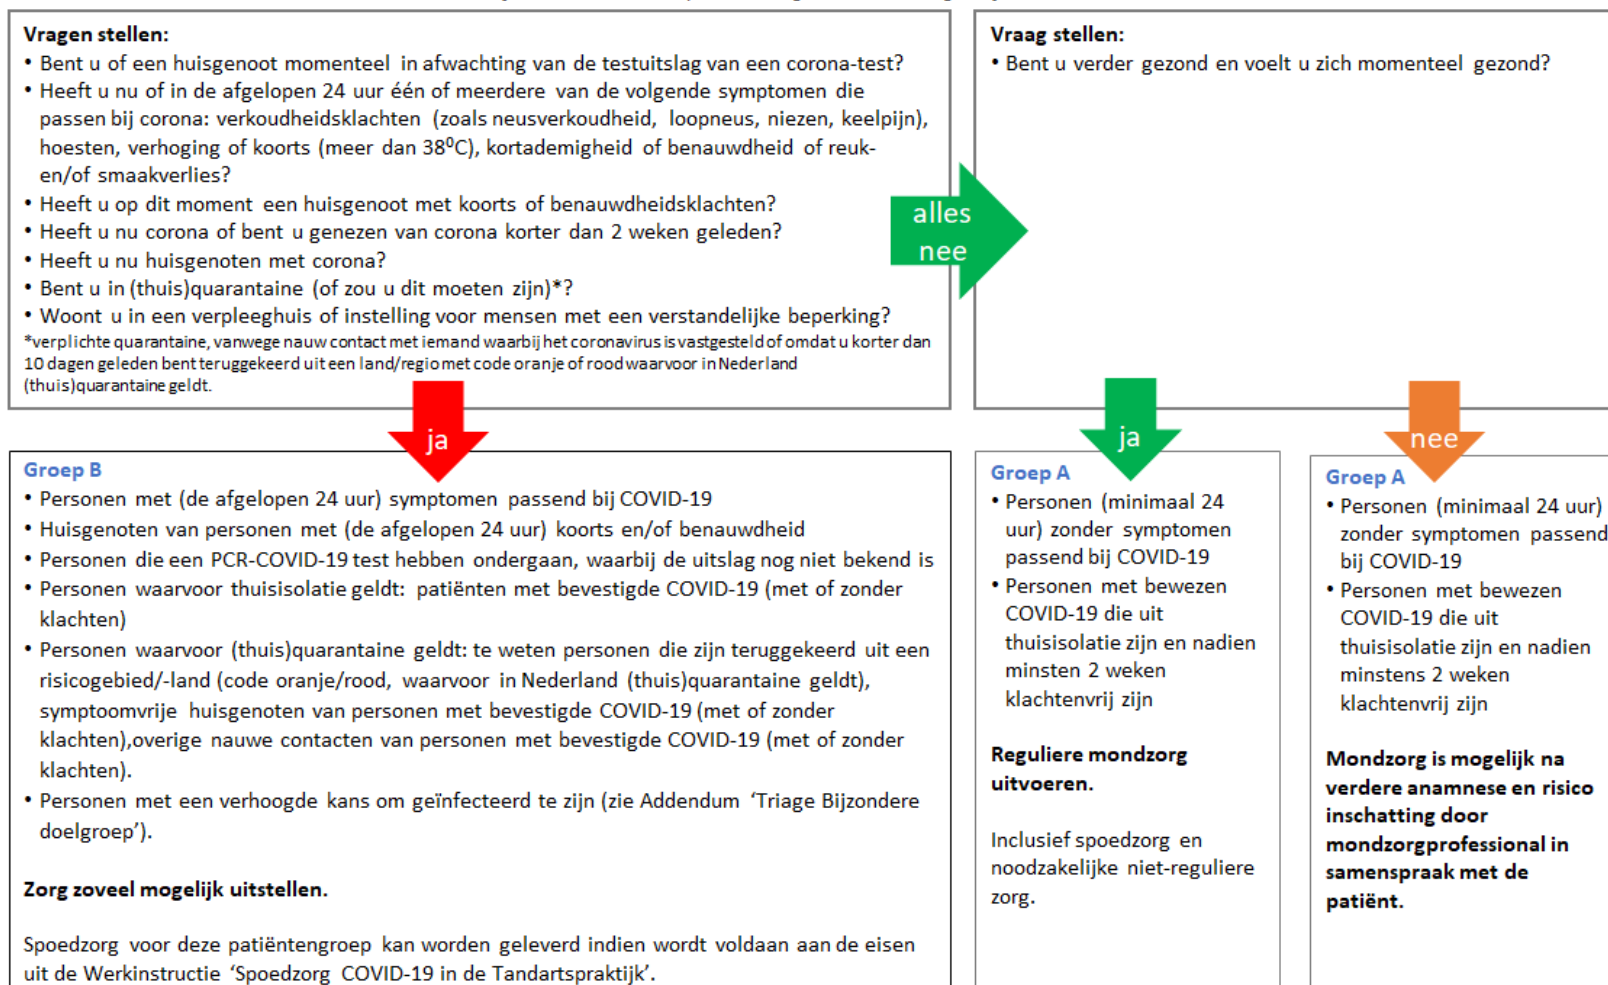 Vragen stellen:
• Bent u of een huisgenoot momenteel in afwachting van de testuitslag van een corona-test?
• Heeft u nu of in de afgelopen 24 uur één of meerdere van de volgende symptomen die
passen bij corona: verkoudheidsklachten (zoals neusverkoudheid, loopneus, niezen, keelpijn),
hoesten, verhoging of koorts (meer dan 38⁰C), kortademigheid of benauwdheid of reuk-
en/of smaakverlies?
• Heeft u op dit moment een huisgenoot met koorts of benauwdheidsklachten?
• Heeft u nu corona of bent u genezen van corona korter dan 2 weken geleden?
• Heeft u nu huisgenoten met corona?
• Bent u in (thuis)quarantaine (of zou u dit moeten zijn)*?
• Woont u in een verpleeghuis of instelling voor mensen met een verstandelijke beperking?
*verplichte quarantaine, vanwege nauw contact met iemand waarbij het coronavirus is vastgesteld of omdat u korter dan
10 dagen geleden bent teruggekeerd uit een land/regio met code oranje of rood waarvoor in Nederland
(thuis)quarantaine geldt.
alles
nee
Vraag stellen:
• Bent u verder gezond en voelt u zich momenteel gezond?
ja
ja
nee
Groep B
• Personen met (de afgelopen 24 uur) symptomen passend bij COVID-19
• Huisgenoten van personen met (de afgelopen 24 uur) koorts en/of benauwdheid
• Personen die een PCR-COVID-19 test hebben ondergaan, waarbij de uitslag nog niet bekend is
• Personen waarvoor thuisisolatie geldt: patiënten met bevestigde COVID-19 (met of zonder
klachten)
• Personen waarvoor (thuis)quarantaine geldt: te weten personen die zijn teruggekeerd uit een
risicogebied/-land (code oranje/rood, waarvoor in Nederland (thuis)quarantaine geldt),
symptoomvrije huisgenoten van personen met bevestigde COVID-19 (met of zonder
klachten),overige nauwe contacten van personen met bevestigde COVID-19 (met of zonder
klachten).
• Personen met een verhoogde kans om geïnfecteerd te zijn (zie Addendum ‘Triage Bijzondere
doelgroep’).
Zorg zoveel mogelijk uitstellen.
Spoedzorg voor deze patiëntengroep kan worden geleverd indien wordt voldaan aan de eisen
uit de Werkinstructie ‘Spoedzorg COVID-19 in de Tandartspraktijk’.
Groep A
• Personen (minimaal 24
uur) zonder symptomen
passend bij COVID-19
• Personen met bewezen
COVID-19 die uit
thuisisolatie zijn en nadien
minsten 2 weken
klachtenvrij zijn
Reguliere mondzorg
uitvoeren.
Inclusief spoedzorg en
noodzakelijke niet-reguliere
zorg.
Groep A
• Personen (minimaal 24 uur)
zonder symptomen passend
bij COVID-19
• Personen met bewezen
COVID-19 die uit
thuisisolatie zijn en nadien
minstens 2 weken
klachtenvrij zijn
Mondzorg is mogelijk na
verdere anamnese en risico
inschatting door
mondzorgprofessional in
samenspraak met de
patiënt.